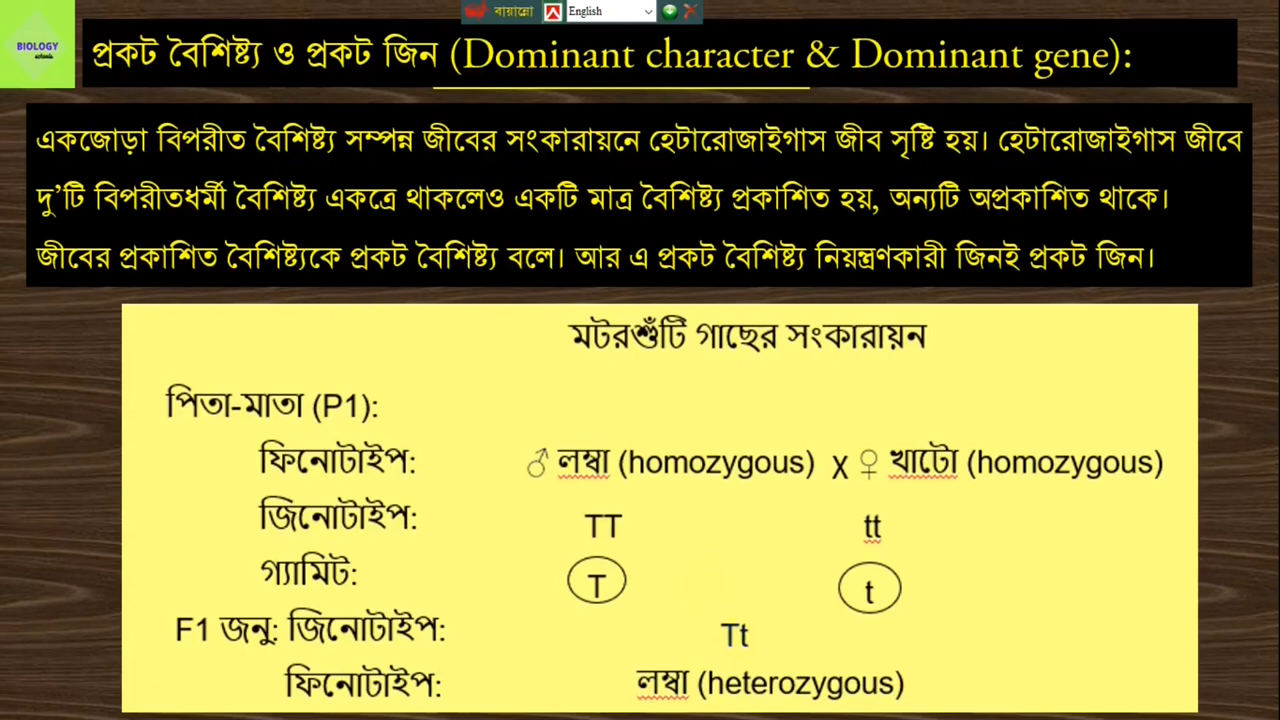 বায়ান্নো English
BIOLOGY
schools
প্রকট বৈশিষ্ট্য ও প্রকট জিন (Dominant character & Dominant gene):
একজোড়া বিপরীত বৈশিষ্ট্য সম্পন্ন জীবের সংকারায়নে হেটারোজাইগাস জীব সৃষ্টি হয়। হেটারোজাইগাস জীবে
দু'টি বিপরীতধর্মী বৈশিষ্ট্য একত্রে থাকলেও একটি মাত্র বৈশিষ্ট্য প্রকাশিত হয়, অন্যটি অপ্রকাশিত থাকে।
জীবের প্রকাশিত বৈশিষ্ট্যকে প্রকট বৈশিষ্ট্য বলে। আর এ প্রকট বৈশিষ্ট্য নিয়ন্ত্রণকারী জিনই প্রকট জিন।
মটরশুঁটি গাছের সংকারায়ন
পিতা-মাতা (P1):
ফিনোটাইপ: ♂ লম্বা (homozygous) X ♀ খাটো (homozygous)
জিনোটাইপ: TT tt
গ্যামিট: T t
F1 জনু: জিনোটাইপ: Tt
ফিনোটাইপ: লম্বা (heterozygous)